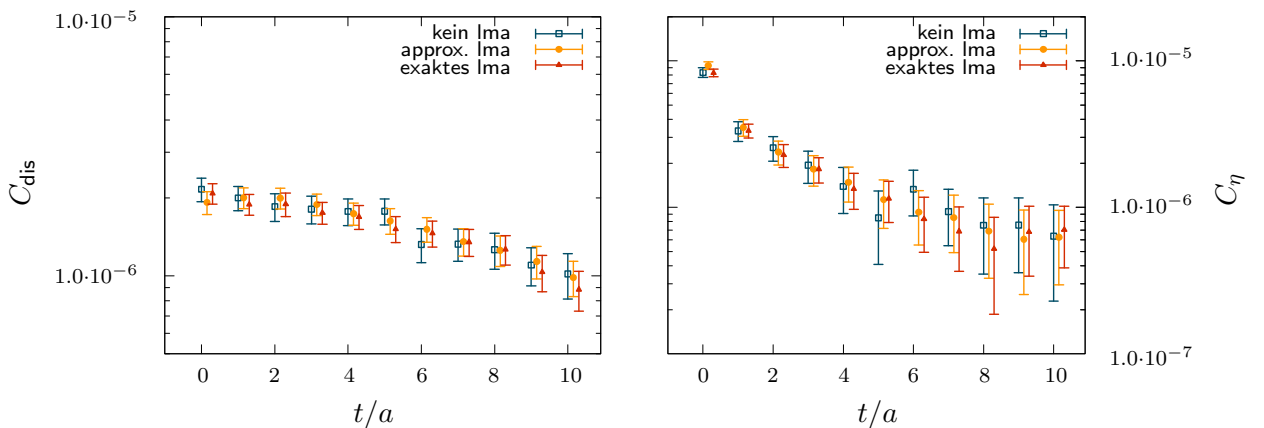 1.0·10⁻⁵
1.0·10⁻⁶
C_dis
kein lma
approx. lma
exaktes lma
0 2 4 6 8 10
t/a
kein lma
approx. lma
exaktes lma
1.0·10⁻⁵
1.0·10⁻⁶
1.0·10⁻⁷
C_η
0 2 4 6 8 10
t/a